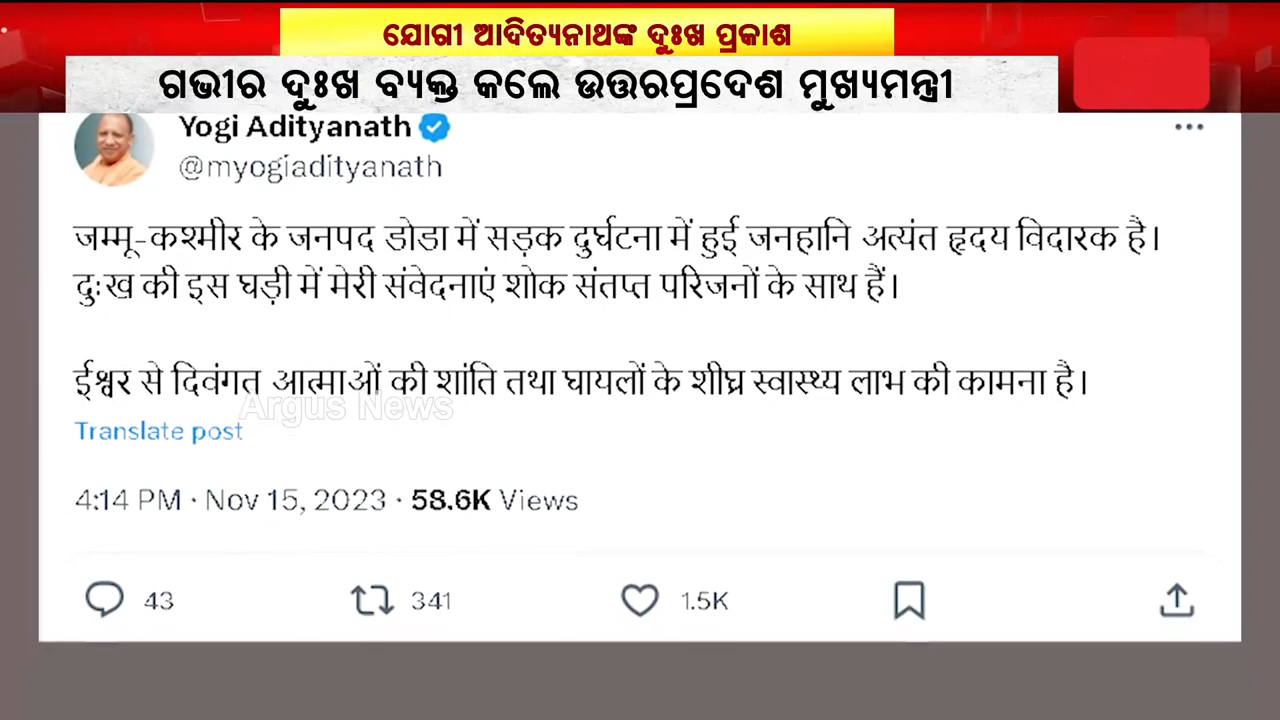 ଯୋଗୀ ଆଦିତ୍ୟନାଥଙ୍କ ଦୁଃଖ ପ୍ରକାଶ
ଗଭୀର ଦୁଃଖ ବ୍ୟକ୍ତ କଲେ ଉତ୍ତରପ୍ରଦେଶ ମୁଖ୍ୟମନ୍ତ୍ରୀ
Yogi Adityanath
@myogiadityanath
जम्मू-कश्मीर के जनपद डोडा में सड़क दुर्घटना में हुई जनहानि अत्यंत हृदय विदारक है।
दुःख की इस घड़ी में मेरी संवेदनाएं शोक संतप्त परिजनों के साथ हैं।
ईश्वर से दिवंगत आत्माओं की शांति तथा घायलों के शीघ्र स्वास्थ्य लाभ की कामना है।
Argus News
Translate post
4:14 PM · Nov 15, 2023 · 58.6K Views
43 341 1.5K